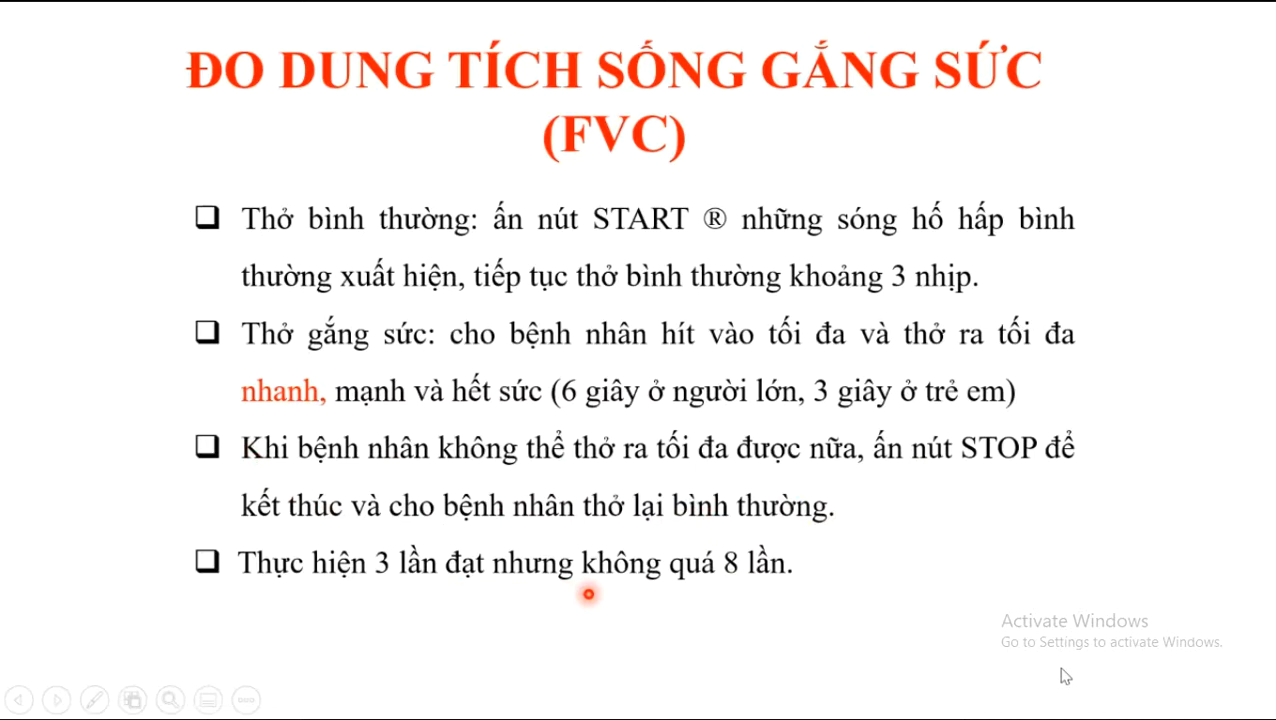 ĐO DUNG TÍCH SỐNG GẮNG SỨC
(FVC)
Thở bình thường: ấn nút START ® những sóng hố hấp bình
thường xuất hiện, tiếp tục thở bình thường khoảng 3 nhịp.
Thở gắng sức: cho bệnh nhân hít vào tối đa và thở ra tối đa
nhanh, mạnh và hết sức (6 giây ở người lớn, 3 giây ở trẻ em)
Khi bệnh nhân không thể thở ra tối đa được nữa, ấn nút STOP để
kết thúc và cho bệnh nhân thở lại bình thường.
Thực hiện 3 lần đạt nhưng không quá 8 lần.
Activate Windows
Go to Settings to activate Windows.